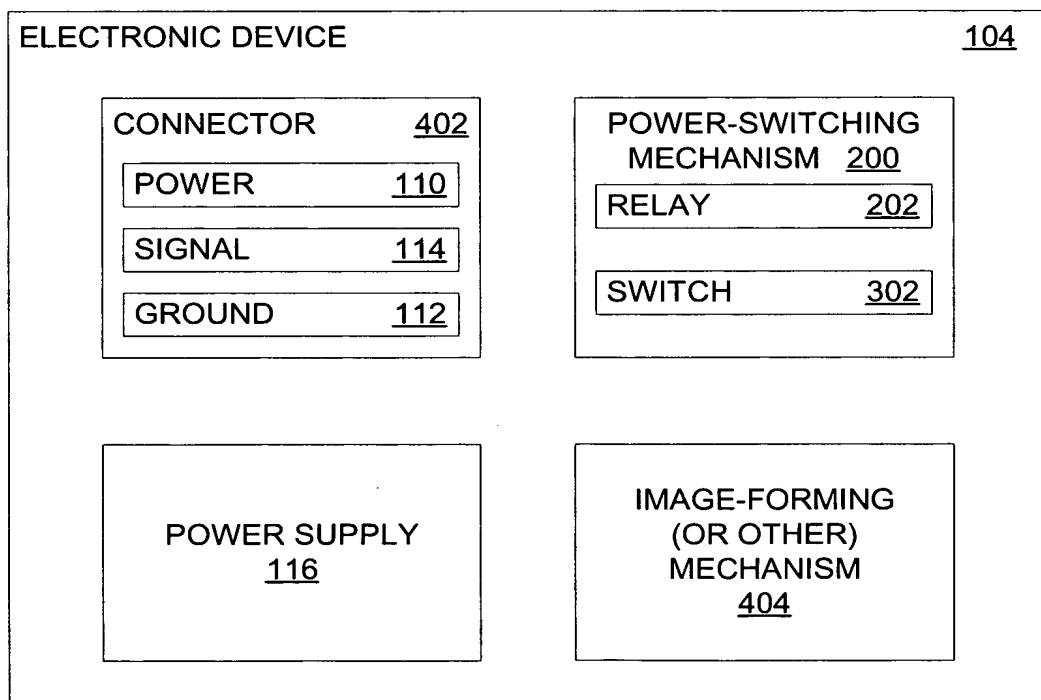 ELECTRONIC DEVICE 104
CONNECTOR 402
POWER 110
SIGNAL 114
GROUND 112
POWER-SWITCHING
MECHANISM 200
RELAY 202
SWITCH 302
POWER SUPPLY
116
IMAGE-FORMING
(OR OTHER)
MECHANISM
404